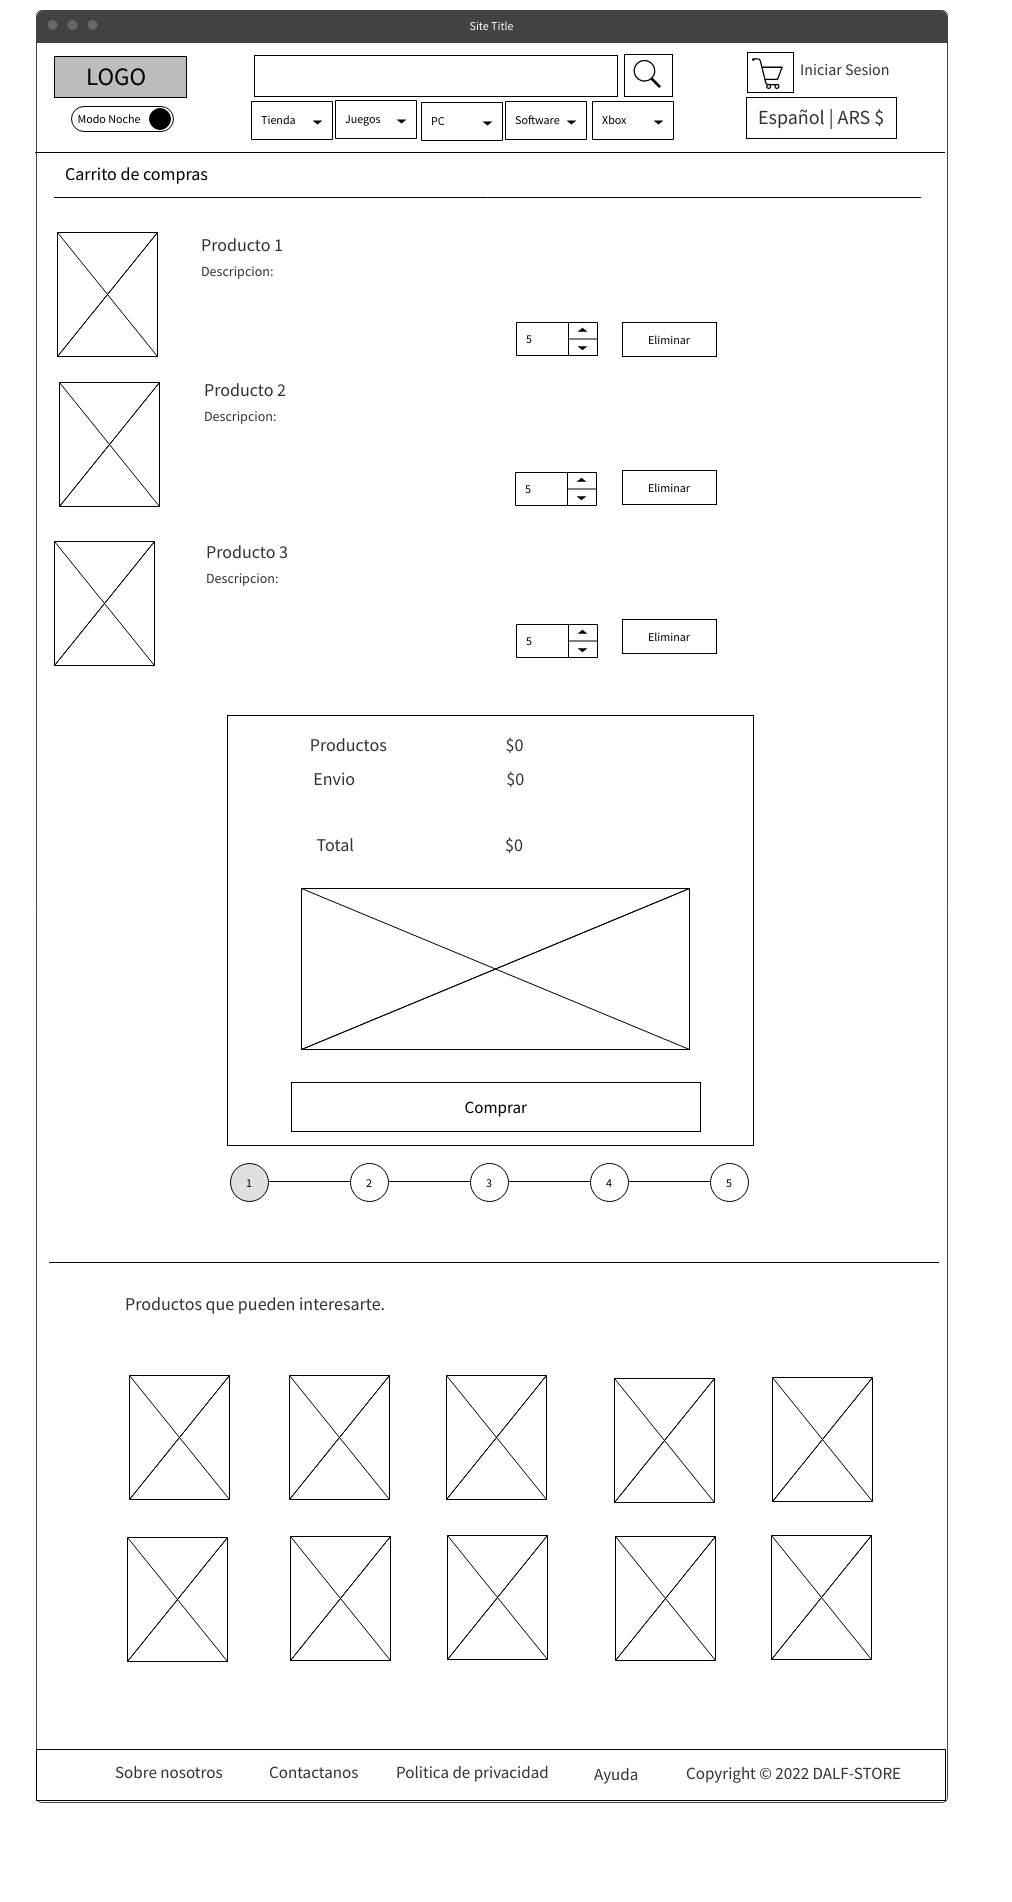 Site Title
LOGO
Iniciar Sesion
Modo Noche
Tienda
Juegos
PC
Software
Xbox
Español | ARS $
Carrito de compras
Producto 1
Descripcion:
5
Eliminar
Producto 2
Descripcion:
5
Eliminar
Producto 3
Descripcion:
5
Eliminar
Productos $0
Envio $0
Total $0
Comprar
1 2 3 4 5
Productos que pueden interesarte.
Sobre nosotros Contactanos Politica de privacidad Ayuda Copyright © 2022 DALF-STORE